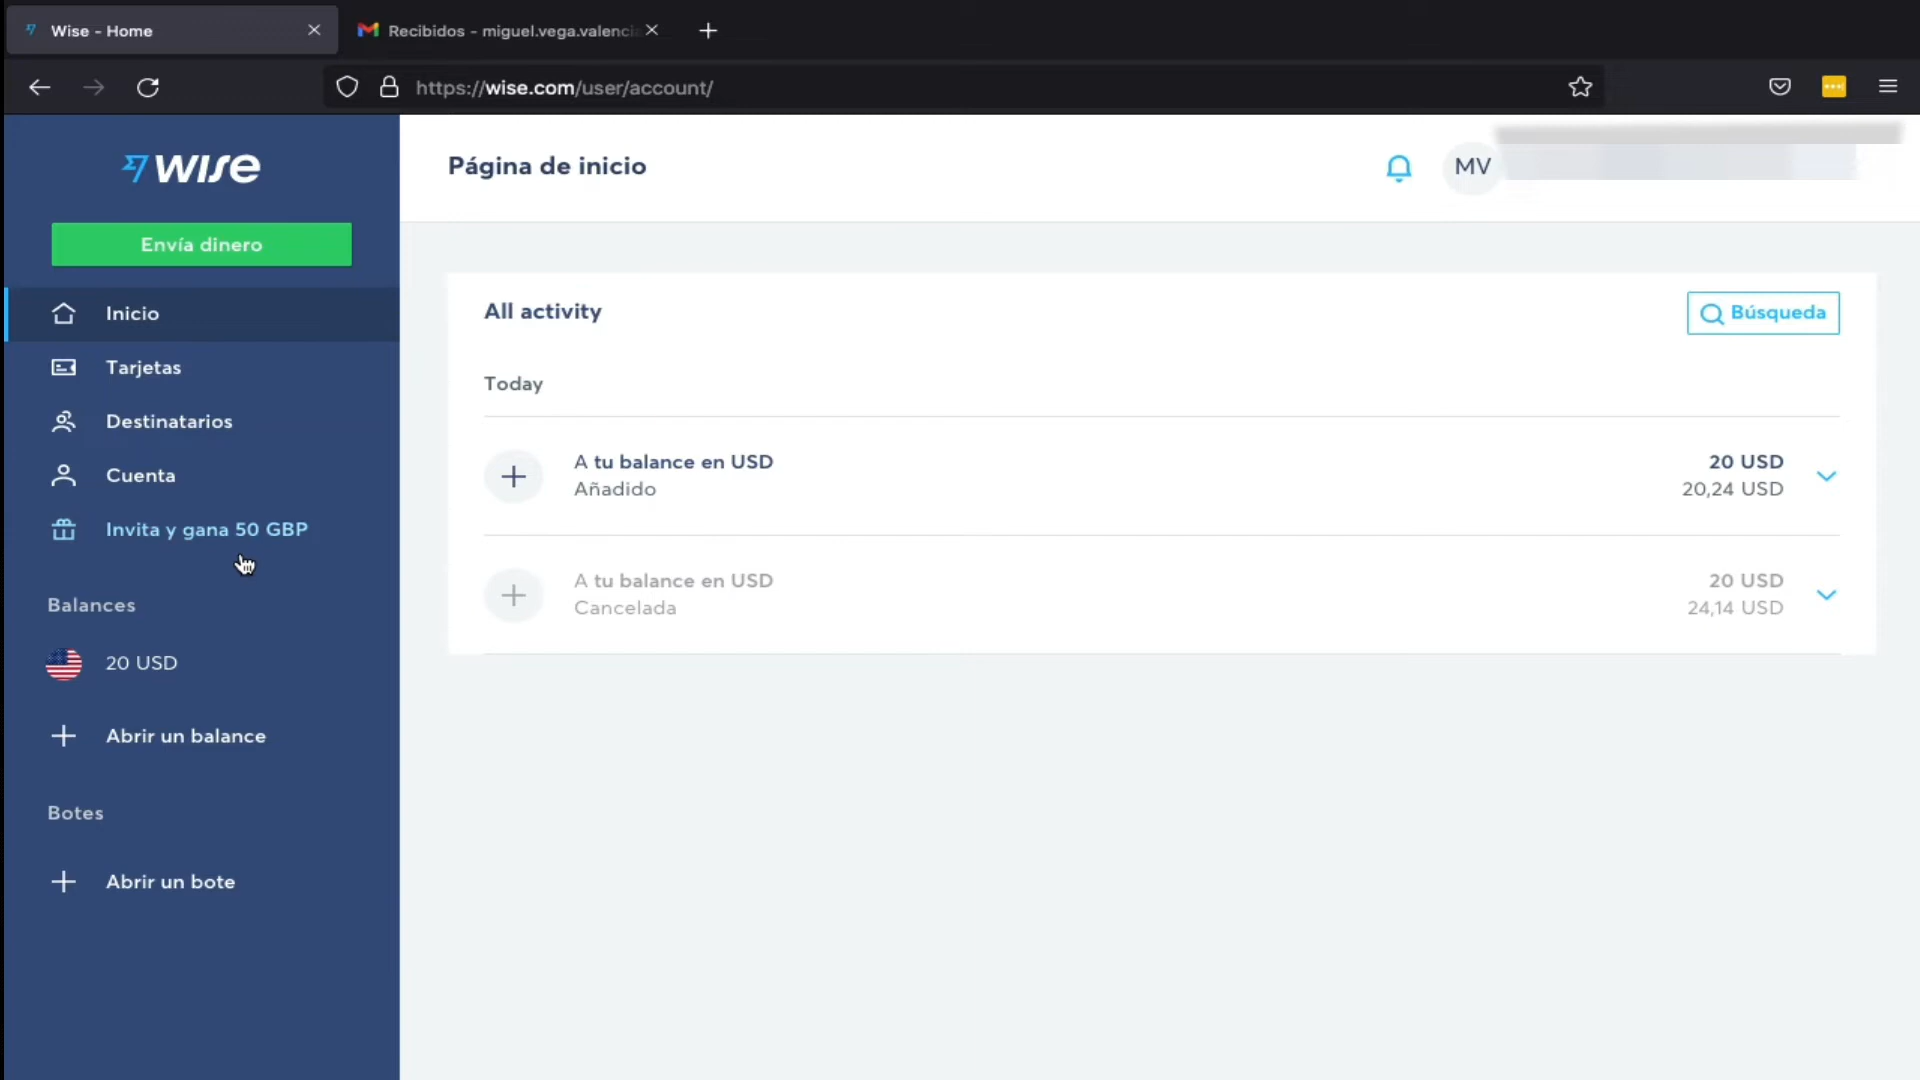 Wise - Home
Recibidos - miguel.vega.valenci
https://wise.com/user/account/
WISE
Página de inicio
MV
Envía dinero
Inicio
Tarjetas
Destinatarios
Cuenta
Invita y gana 50 GBP
Balances
20 USD
Abrir un balance
Botes
Abrir un bote
All activity
Búsqueda
Today
A tu balance en USD
20 USD
Añadido
20,24 USD
A tu balance en USD
20 USD
Cancelada
24,14 USD